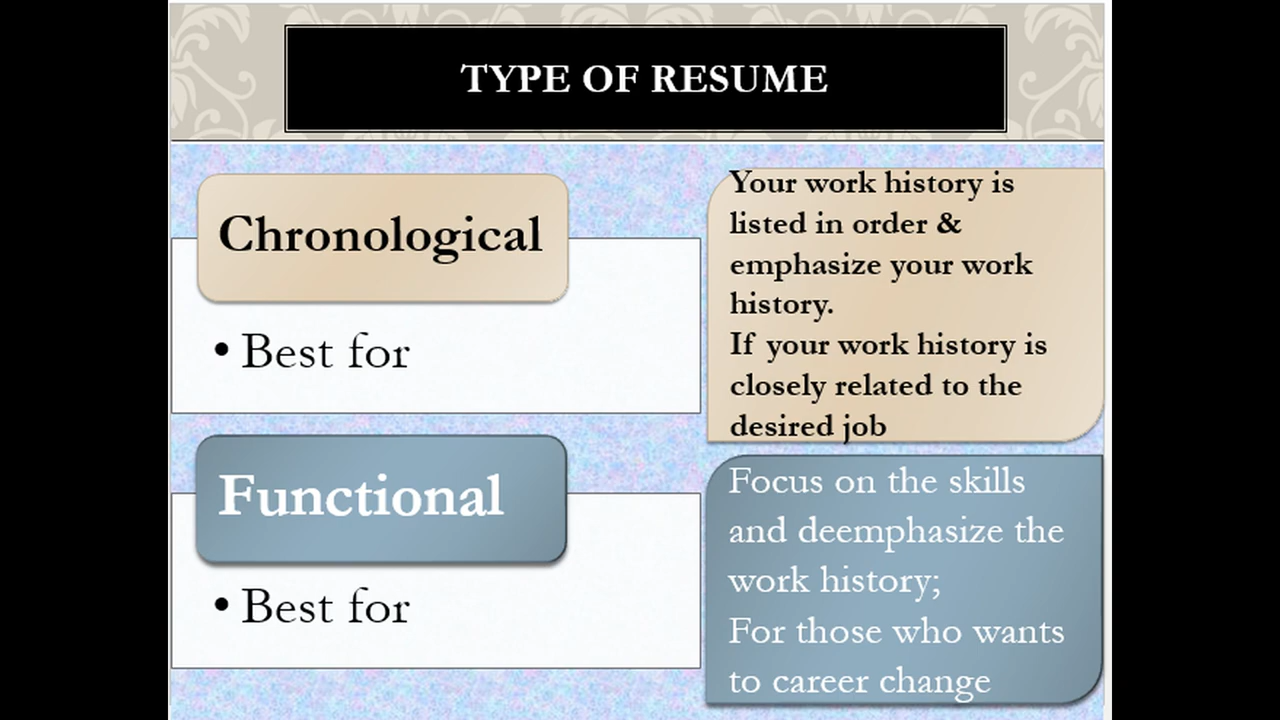 TYPE OF RESUME
Chronological
• Best for
Your work history is
listed in order &
emphasize your work
history.
If your work history is
closely related to the
desired job
Functional
• Best for
Focus on the skills
and deemphasize the
work history;
For those who wants
to career change